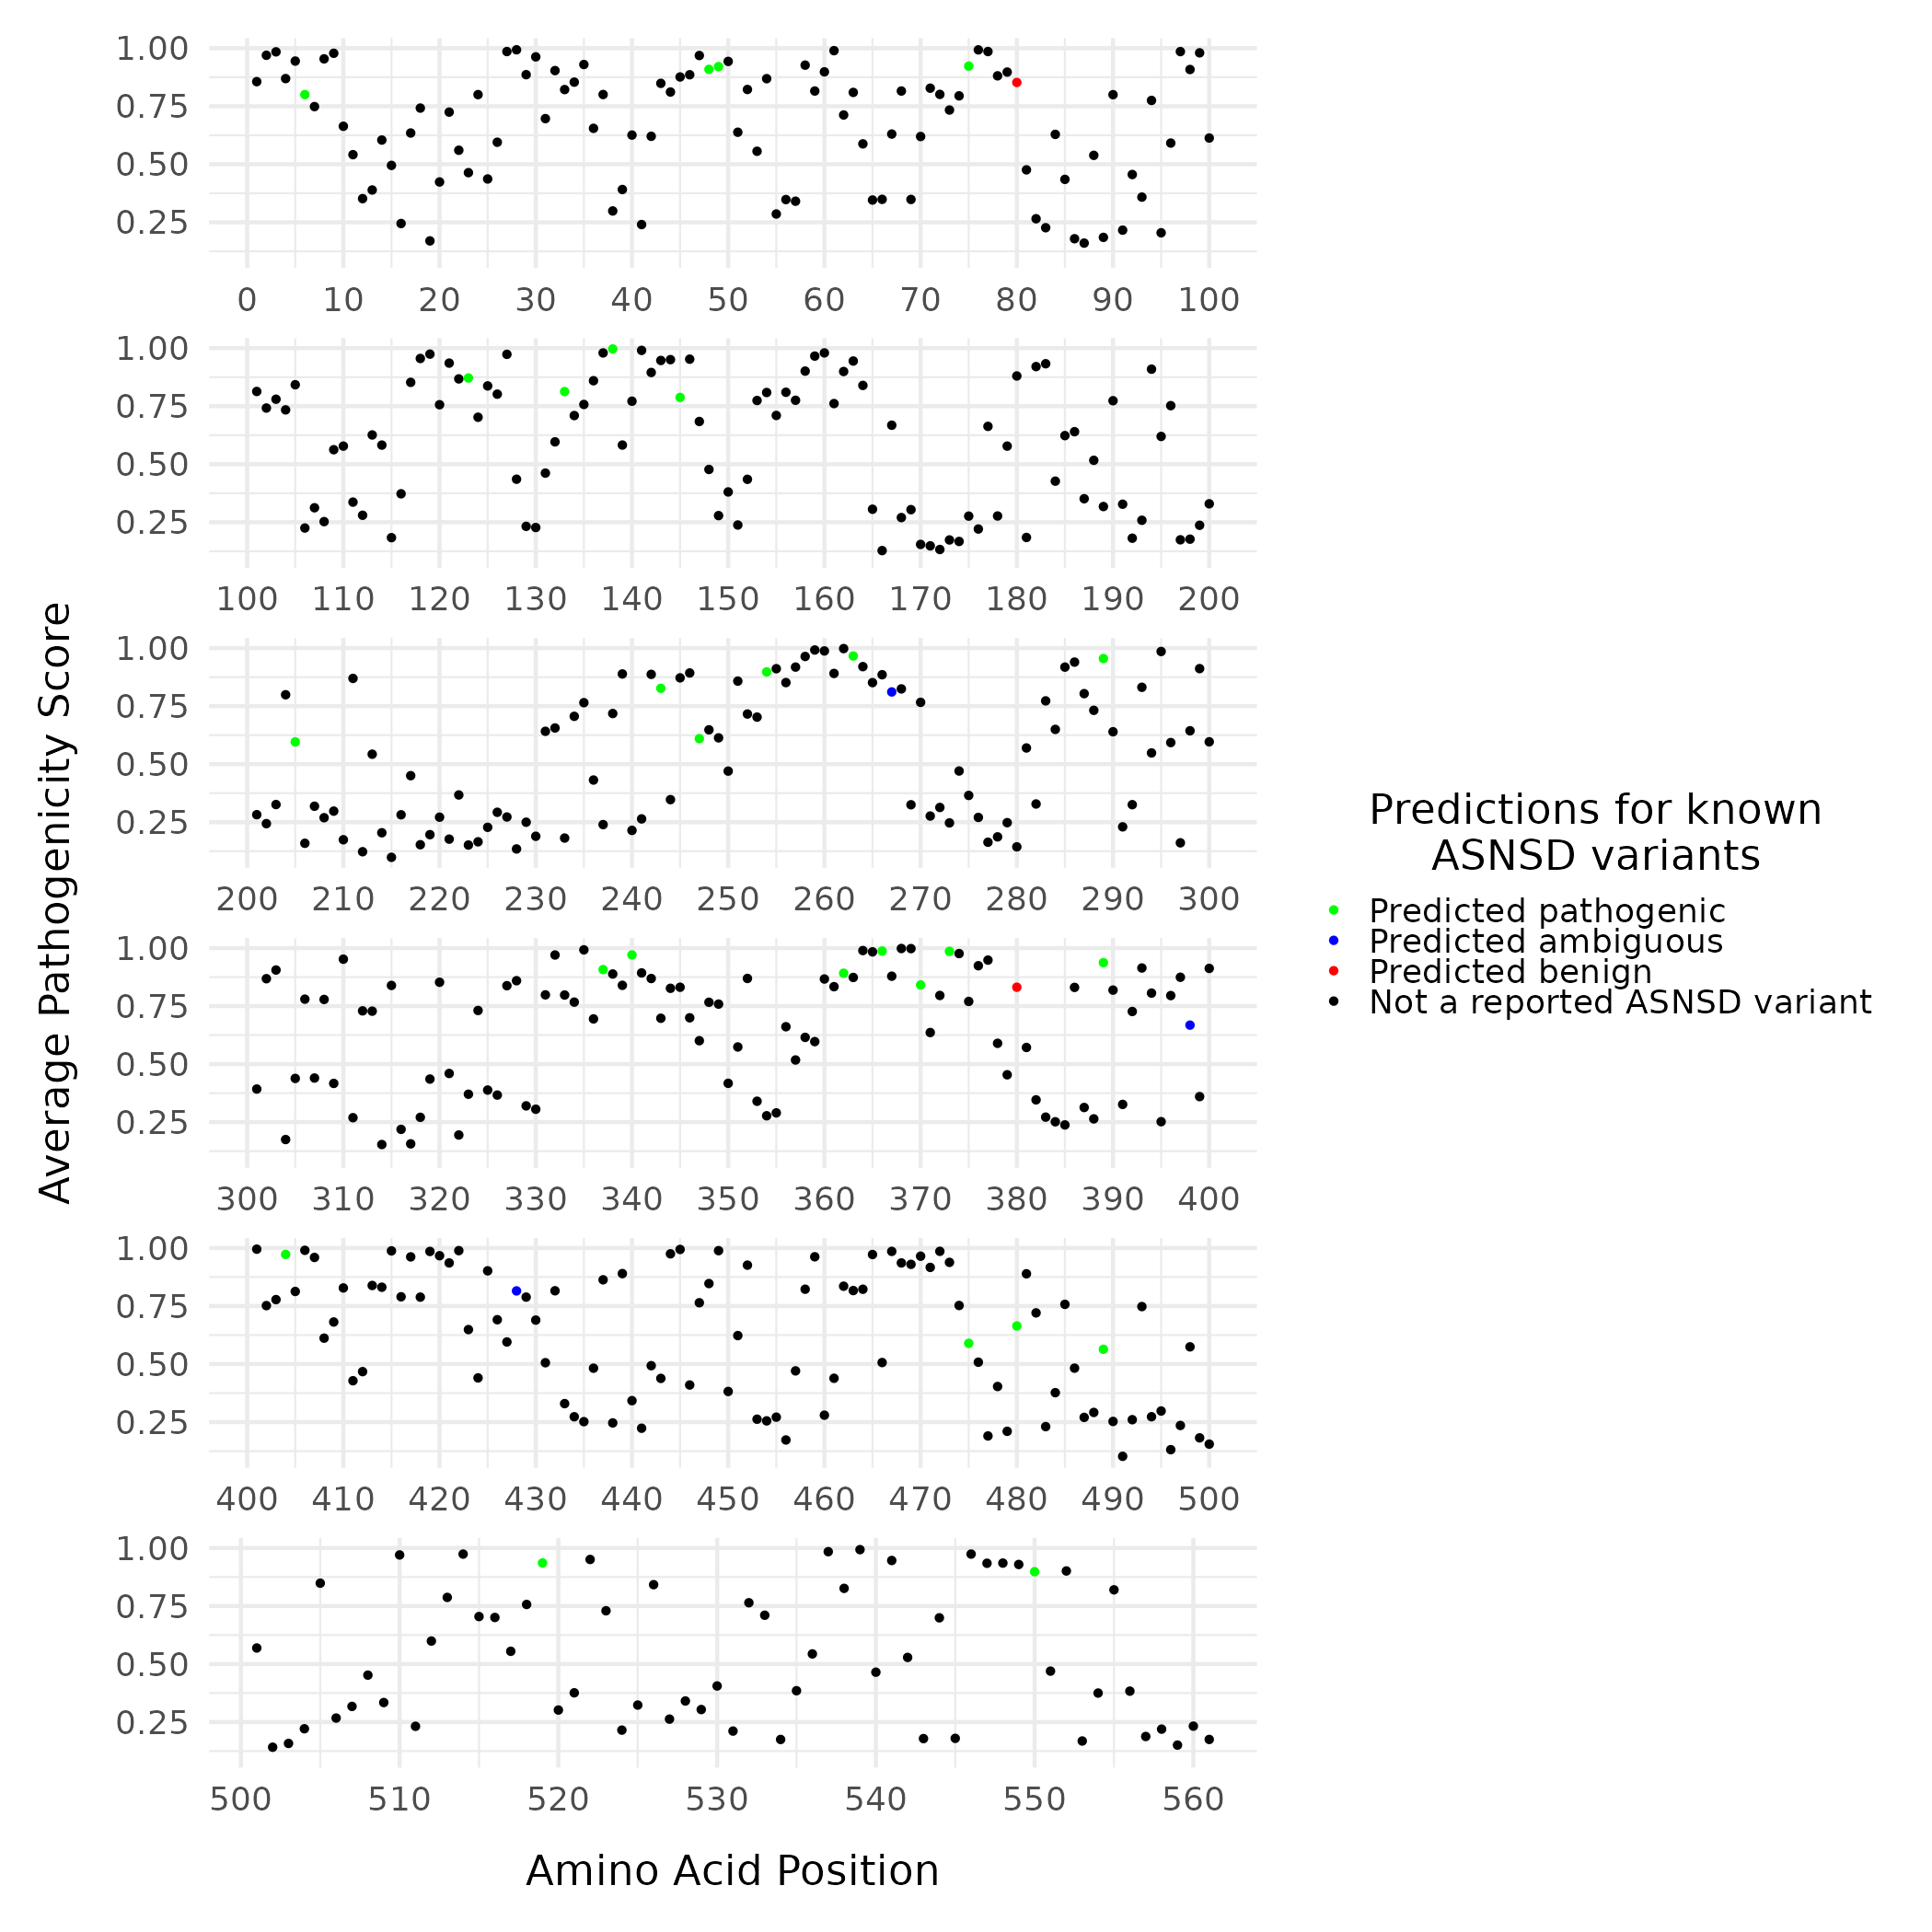 1.00
0.75
0.50
0.25
0 10 20 30 40 50 60 70 80 90 100
1.00
0.75
0.50
0.25
100 110 120 130 140 150 160 170 180 190 200
1.00
0.75
0.50
0.25
200 210 220 230 240 250 260 270 280 290 300
1.00
0.75
0.50
0.25
300 310 320 330 340 350 360 370 380 390 400
1.00
0.75
0.50
0.25
400 410 420 430 440 450 460 470 480 490 500
1.00
0.75
0.50
0.25
500 510 520 530 540 550 560
Average Pathogenicity Score
Amino Acid Position
Predictions for known
ASNSD variants
Predicted pathogenic
Predicted ambiguous
Predicted benign
Not a reported ASNSD variant